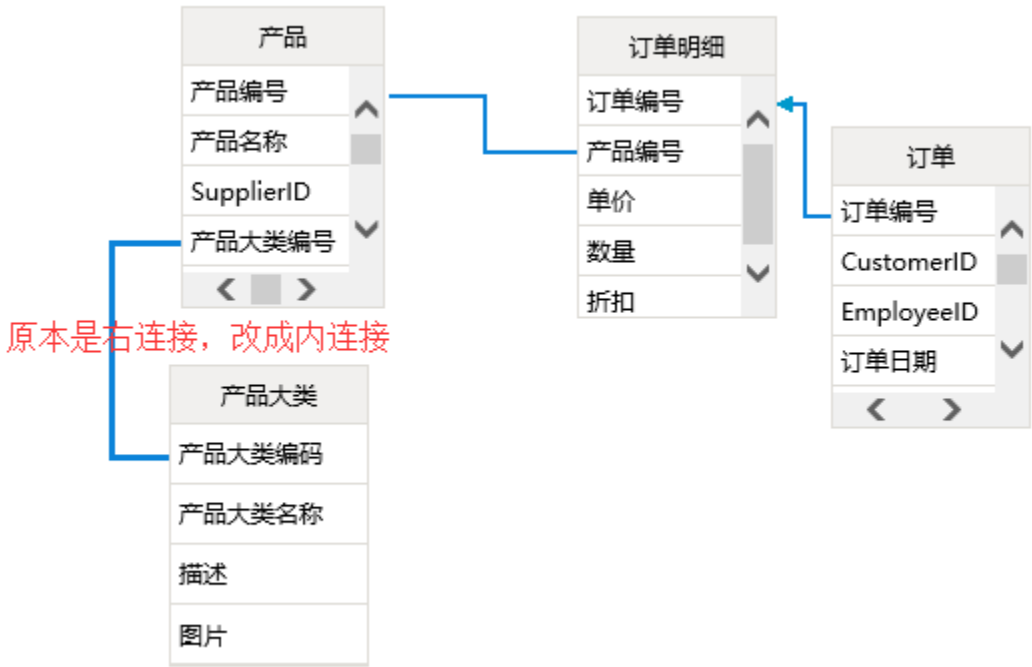 产品
产品编号
产品名称
SupplierID
产品大类编号
订单明细
订单编号
产品编号
单价
数量
折扣
订单
订单编号
CustomerID
EmployeeID
订单日期
原本是右连接，改成内连接
产品大类
产品大类编码
产品大类名称
描述
图片